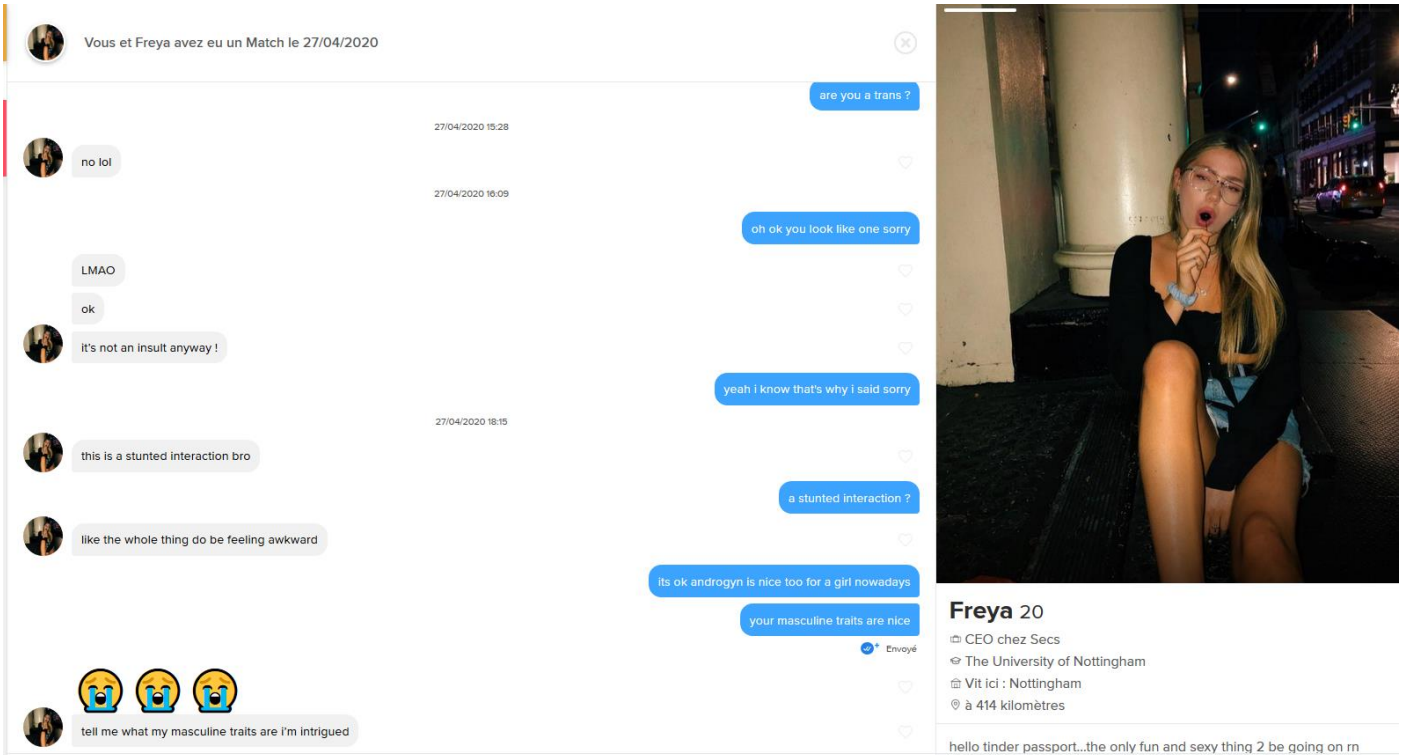 Vous et Freya avez eu un Match le 27/04/2020
are you a trans ?
27/04/2020 15:28
no lol
27/04/2020 16:09
oh ok you look like one sorry
LMAO
ok
it's not an insult anyway !
yeah i know that's why i said sorry
27/04/2020 18:15
this is a stunted interaction bro
a stunted interaction ?
like the whole thing do be feeling awkward
its ok androgyn is nice too for a girl nowadays
your masculine traits are nice
Envoyé
tell me what my masculine traits are i'm intrigued
Freya 20
CEO chez Secs
The University of Nottingham
Vit ici : Nottingham
à 414 kilomètres
hello tinder passport...the only fun and sexy thing 2 be going on rn